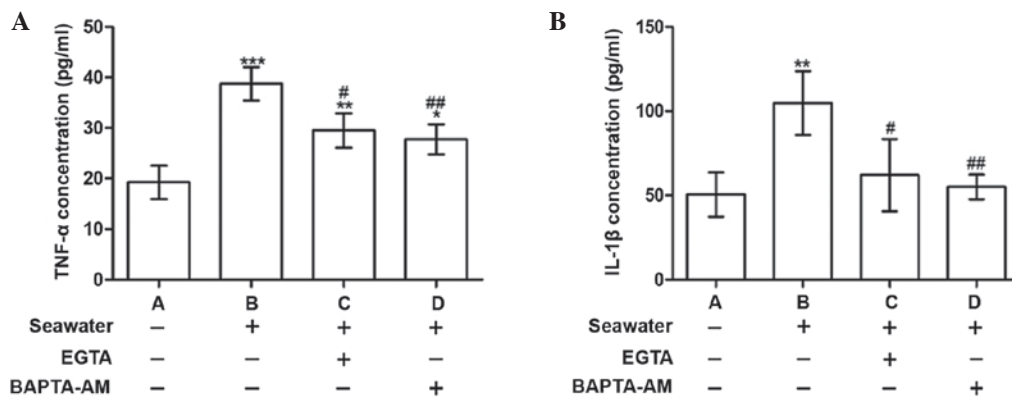 A
TNF-α concentration (pg/ml)
50
40
30
20
10
0
***
#
**
##
*
A B C D
Seawater – + + +
EGTA – – + –
BAPTA-AM – – – +
B
IL-1β concentration (pg/ml)
150
100
50
0
**
#
##
A B C D
Seawater – + + +
EGTA – – + –
BAPTA-AM – – – +